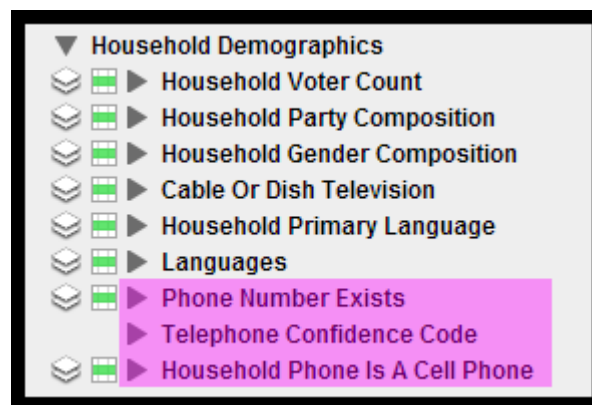 Household Demographics
Household Voter Count
Household Party Composition
Household Gender Composition
Cable Or Dish Television
Household Primary Language
Languages
Phone Number Exists
Telephone Confidence Code
Household Phone Is A Cell Phone